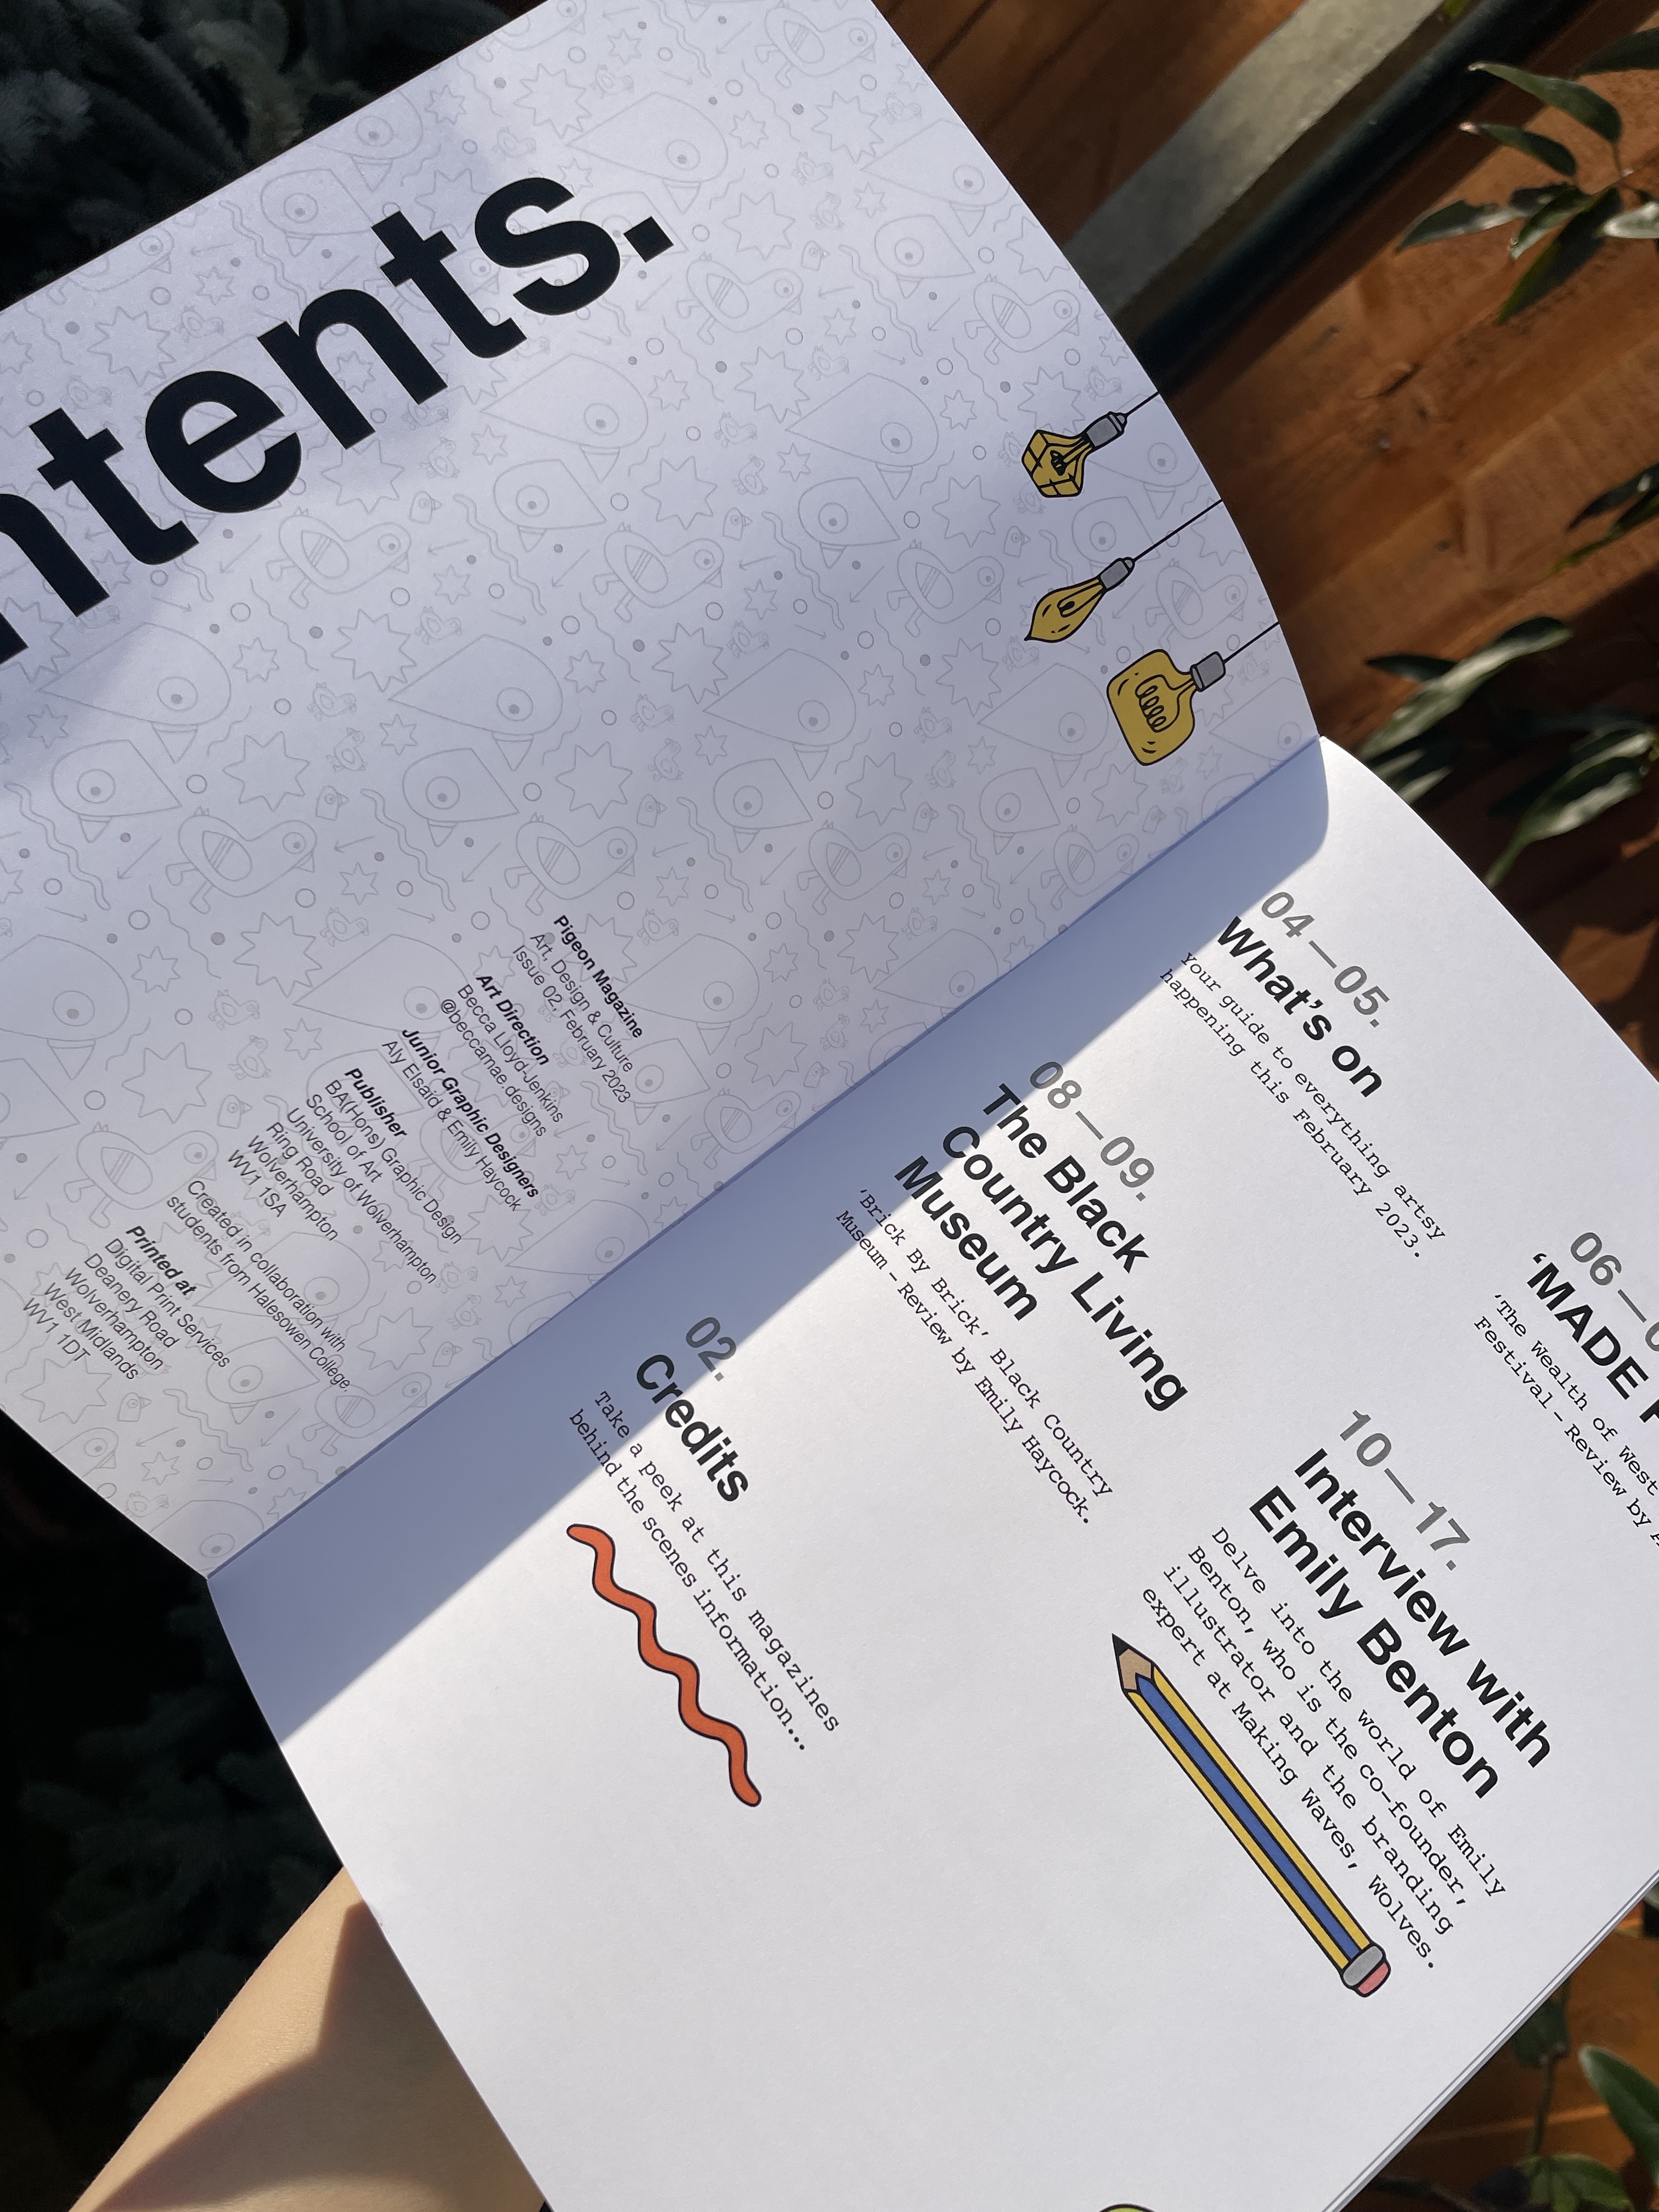 ntents.
Pigeon Magazine
Art, Design & Culture
Issue 02, February 2023
Art Direction
Becca Lloyd-Jenkins
@beccamae.designs
Junior Graphic Designers
Aly Elsaid & Emily Haycock
Publisher
BA(Hons) Graphic Design
School of Art
University of Wolverhampton
Ring Road
Wolverhampton
WV1 1SA
Created in collaboration with
students from Halesowen College.
Printed at
Digital Print Services
Deanery Road
Wolverhampton
West Midlands
WV1 1DT
02.
Credits
Take a peek at this magazines
behind the scenes information...
04—05.
What's on
Your guide to everything artsy
happening this February 2023.
06—
'MADE
'The Wealth of West
Festival – Review by
08—09.
The Black
Country Living
Museum
'Brick By Brick' Black Country
Museum – Review by Emily Haycock.
10—17.
Interview with
Emily Benton
Delve into the world of Emily
Benton, who is the co-founder,
illustrator and the branding
expert at Making Waves, Wolves.